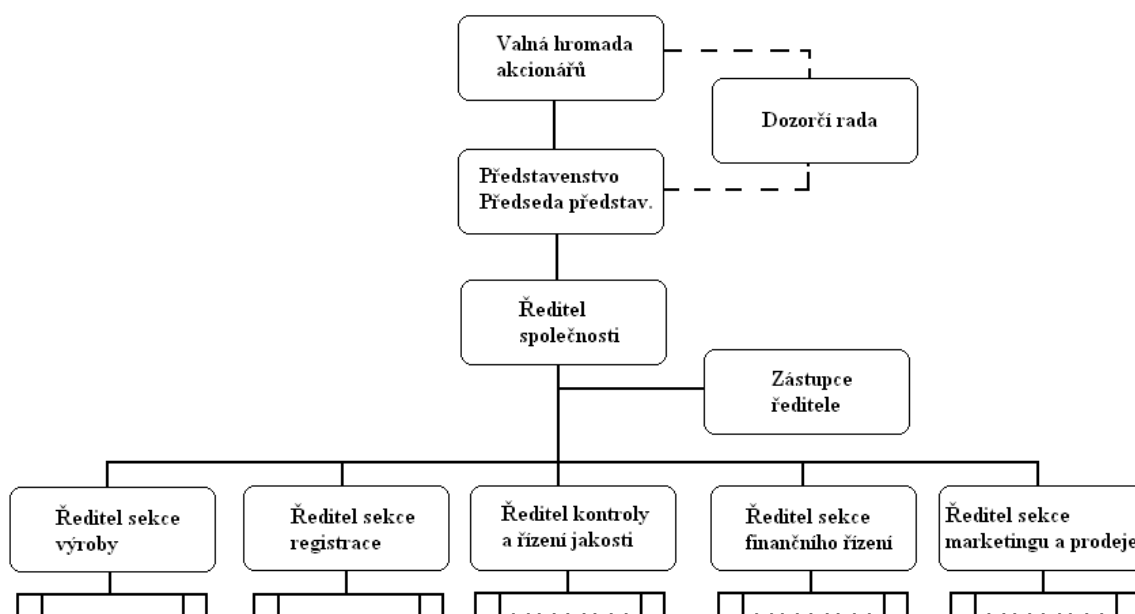 Valná hromada
akcionářů
Dozorčí rada
Představenstvo
Předseda představ.
Ředitel
společnosti
Zástupce
ředitele
Ředitel sekce
výroby
Ředitel sekce
registrace
Ředitel kontroly
a řízení jakosti
Ředitel sekce
finančního řízení
Ředitel sekce
marketingu a prodeje